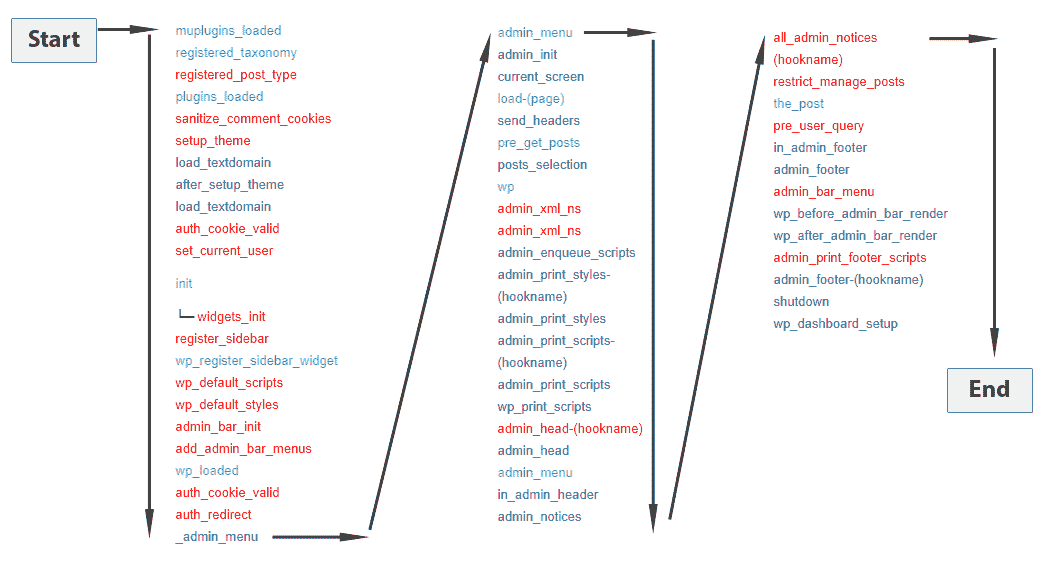 Start
muplugins_loaded
registered_taxonomy
registered_post_type
plugins_loaded
sanitize_comment_cookies
setup_theme
load_textdomain
after_setup_theme
load_textdomain
auth_cookie_valid
set_current_user
init
widgets_init
register_sidebar
wp_register_sidebar_widget
wp_default_scripts
wp_default_styles
admin_bar_init
add_admin_bar_menus
wp_loaded
auth_cookie_valid
auth_redirect
_admin_menu
admin_menu
admin_init
current_screen
load-(page)
send_headers
pre_get_posts
posts_selection
wp
admin_xml_ns
admin_xml_ns
admin_enqueue_scripts
admin_print_styles-
(hookname)
admin_print_styles
admin_print_scripts-
(hookname)
admin_print_scripts
wp_print_scripts
admin_head-(hookname)
admin_head
admin_menu
in_admin_header
admin_notices
all_admin_notices
(hookname)
restrict_manage_posts
the_post
pre_user_query
in_admin_footer
admin_footer
admin_bar_menu
wp_before_admin_bar_render
wp_after_admin_bar_render
admin_print_footer_scripts
admin_footer-(hookname)
shutdown
wp_dashboard_setup
End